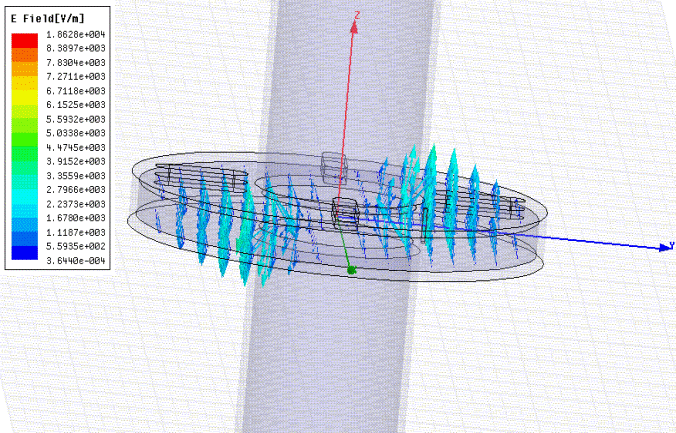 E Field[V/m]
1.8628e+004
8.3897e+003
7.8304e+003
7.2711e+003
6.7118e+003
6.1525e+003
5.5932e+003
5.0338e+003
4.4745e+003
3.9152e+003
3.3559e+003
2.7966e+003
2.2373e+003
1.6780e+003
1.1187e+003
5.5935e+002
3.6440e-004
Z
Y